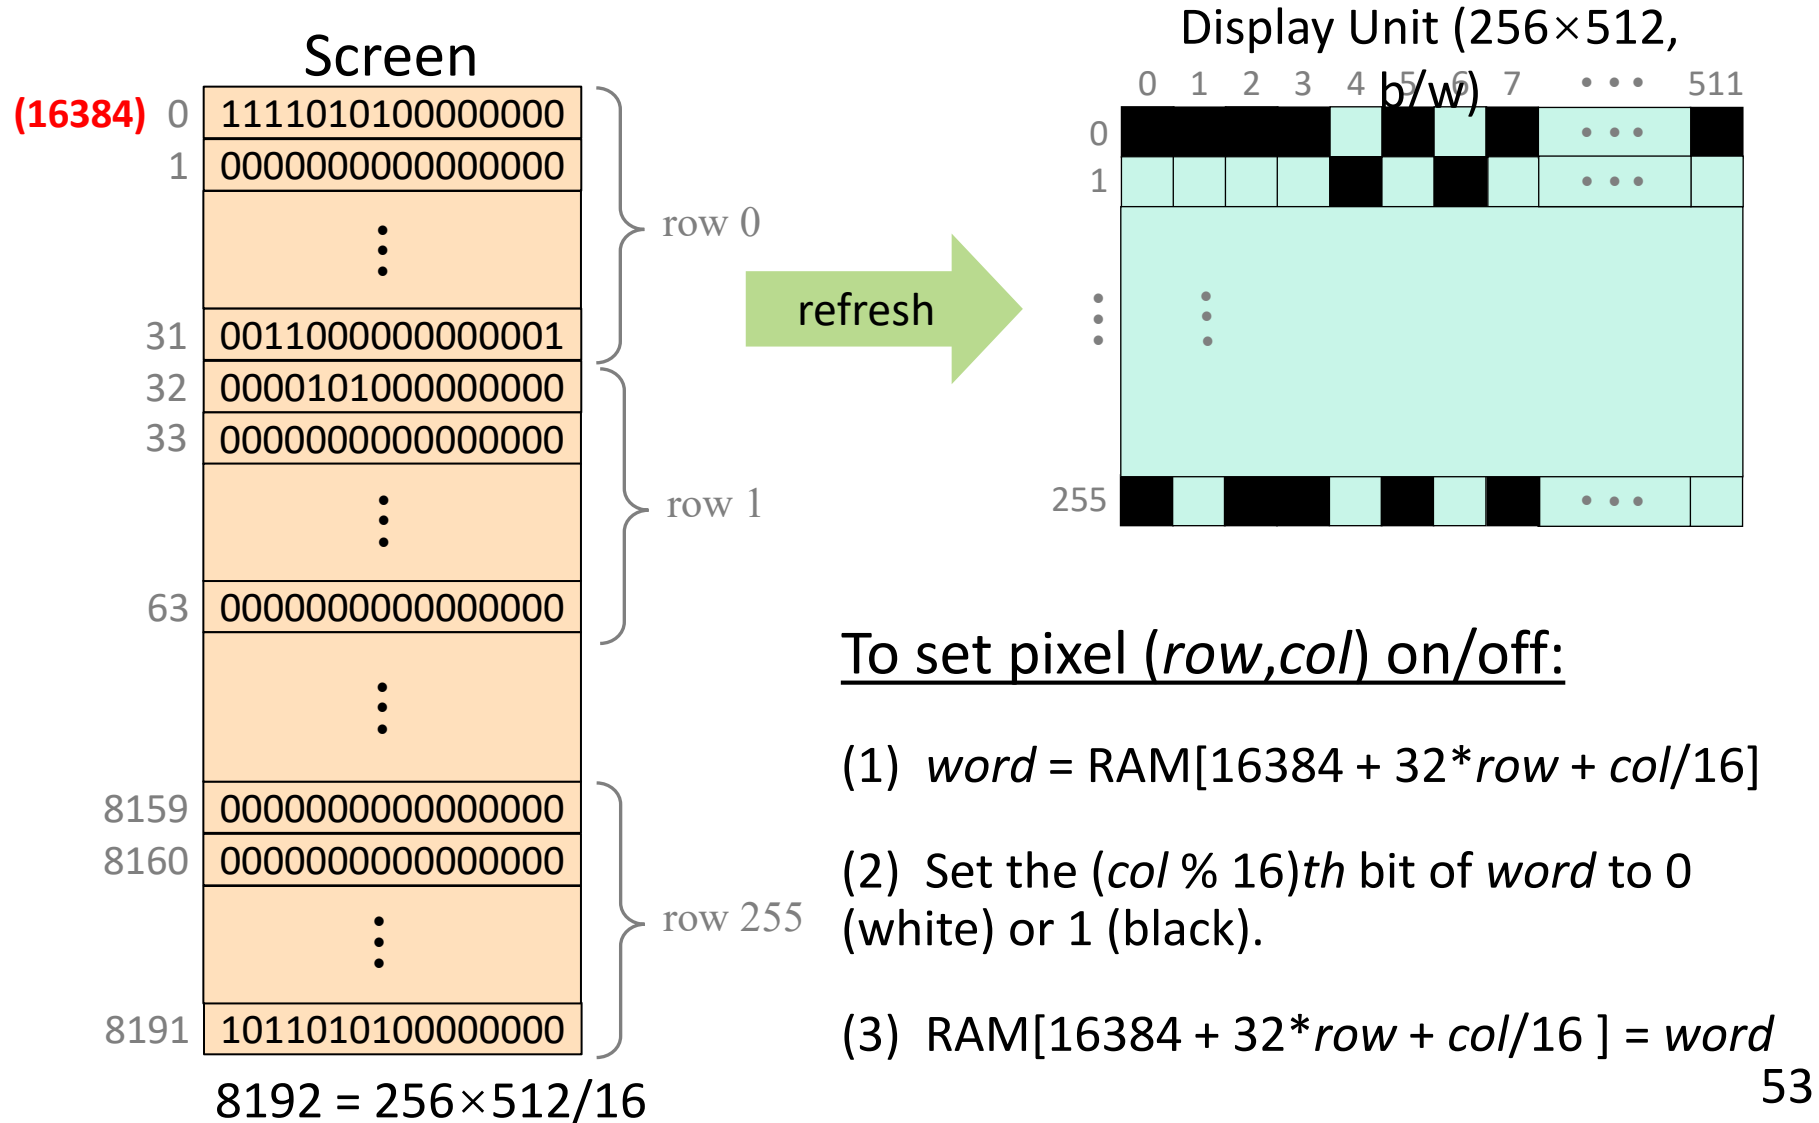 Screen
(16384) 0 1111010100000000
1 0000000000000000
row 0
31 0011000000000001
32 0000101000000000
33 0000000000000000
row 1
63 0000000000000000
8159 0000000000000000
8160 0000000000000000
row 255
8191 1011010100000000
8192 = 256×512/16
refresh
Display Unit (256×512,
b/w)
0 1 2 3 4 5 6 7 • • • 511
0 • • •
1 • • •
255 • • •
To set pixel (row,col) on/off:
(1) word = RAM[16384 + 32*row + col/16]
(2) Set the (col % 16)th bit of word to 0
(white) or 1 (black).
(3) RAM[16384 + 32*row + col/16 ] = word
53